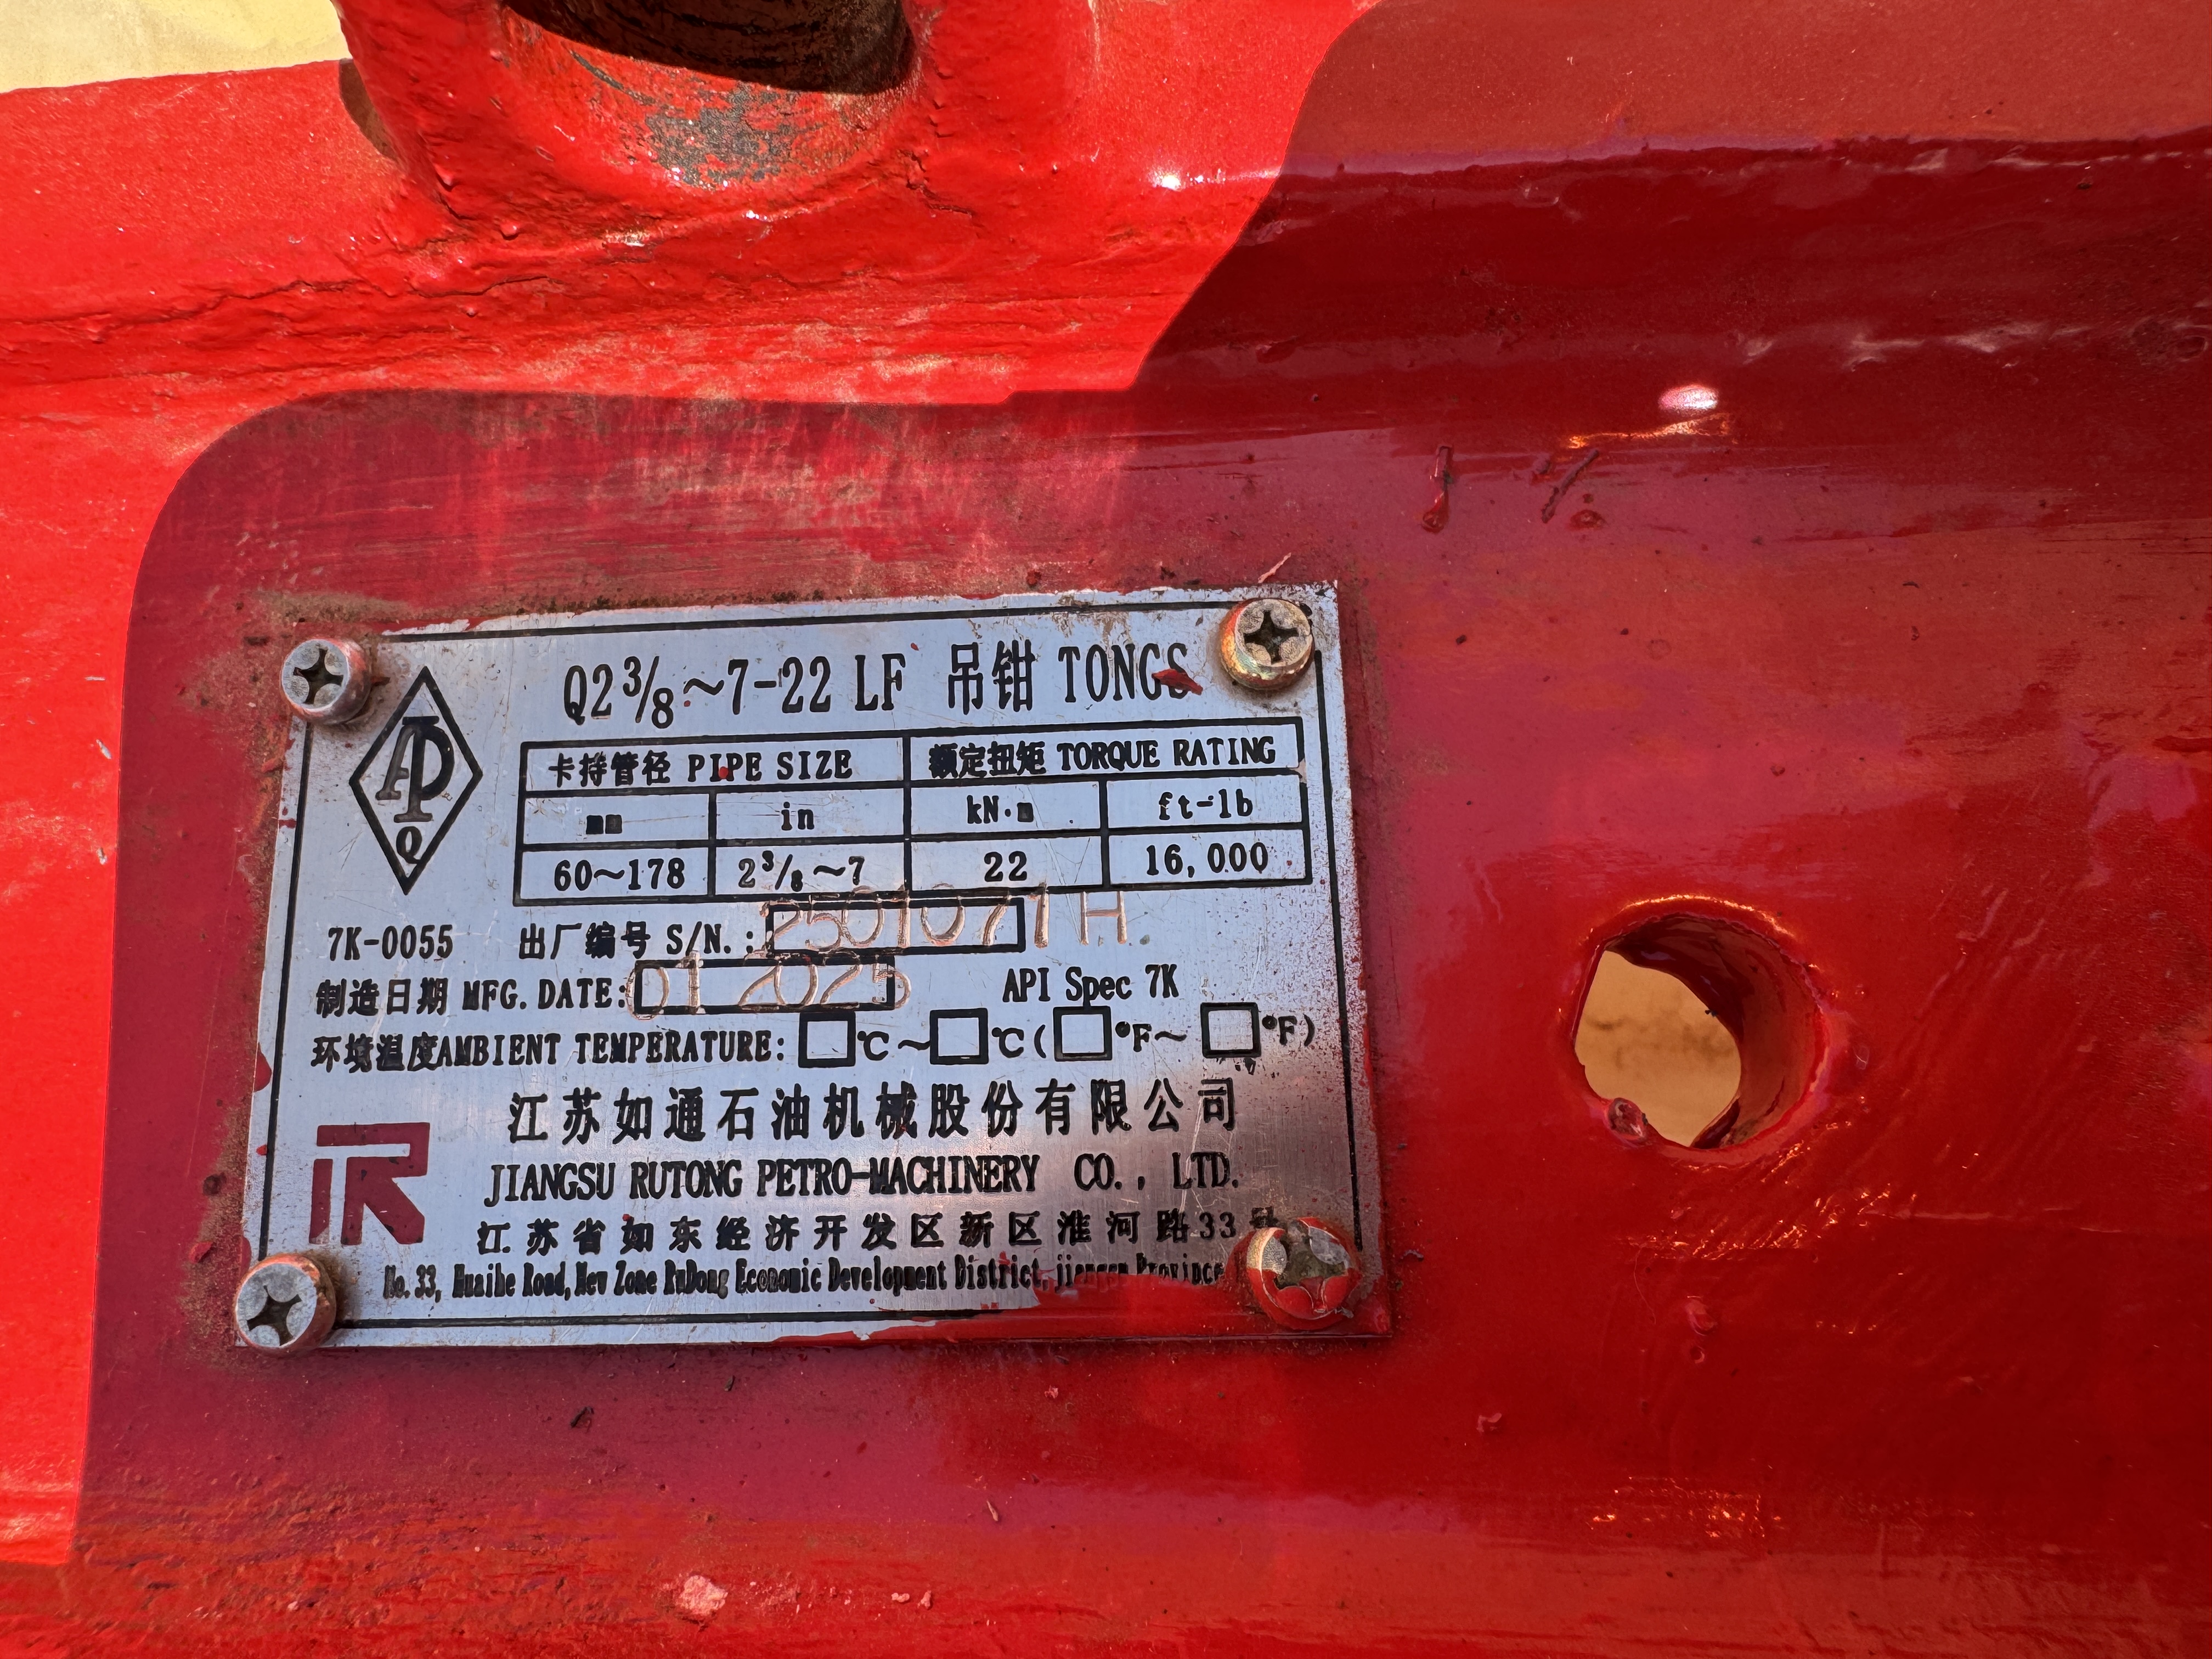 Q2 3/8~7-22 LF 吊钳 TONGS
API
Q
卡持管径 PIPE SIZE 额定扭矩 TORQUE RATING
mm in kN·m ft-lb
60~178 2 3/8~7 22 16,000
7K-0055 出厂编号 S/N.: 2501071H
制造日期 MFG. DATE: 01 2025 API Spec 7K
环境温度AMBIENT TEMPERATURE: □℃~□℃(□°F~□°F)
江苏如通石油机械股份有限公司
JIANGSU RUTONG PETRO-MACHINERY CO., LTD.
江苏省如东经济开发区新区淮河路33号
No. 33, Huaihe Road, New Zone RuDong Economic Development District, jiangsu Province